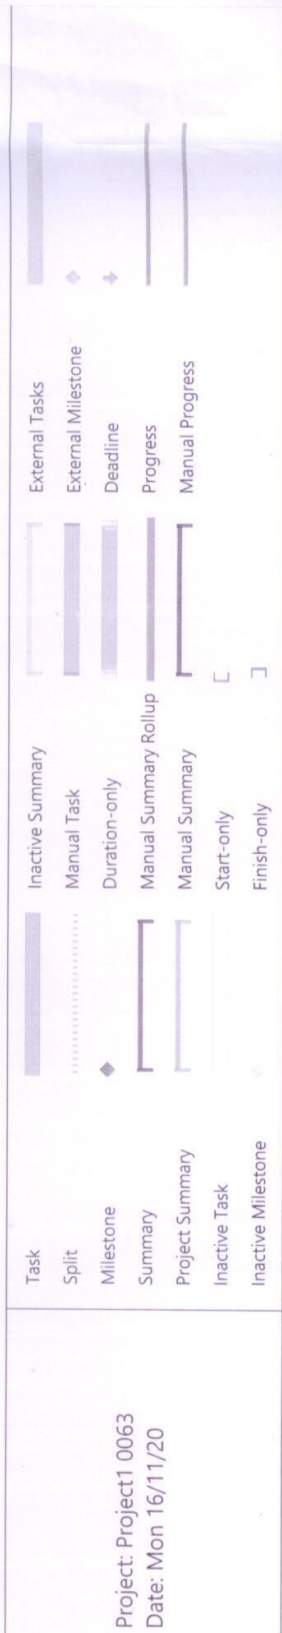 Project: Project1 0063
Date: Mon 16/11/20
Task
Split
Milestone
Summary
Project Summary
Inactive Task
Inactive Milestone
Inactive Summary
Manual Task
Duration-only
Manual Summary Rollup
Manual Summary
Start-only
Finish-only
External Tasks
External Milestone
Deadline
Progress
Manual Progress